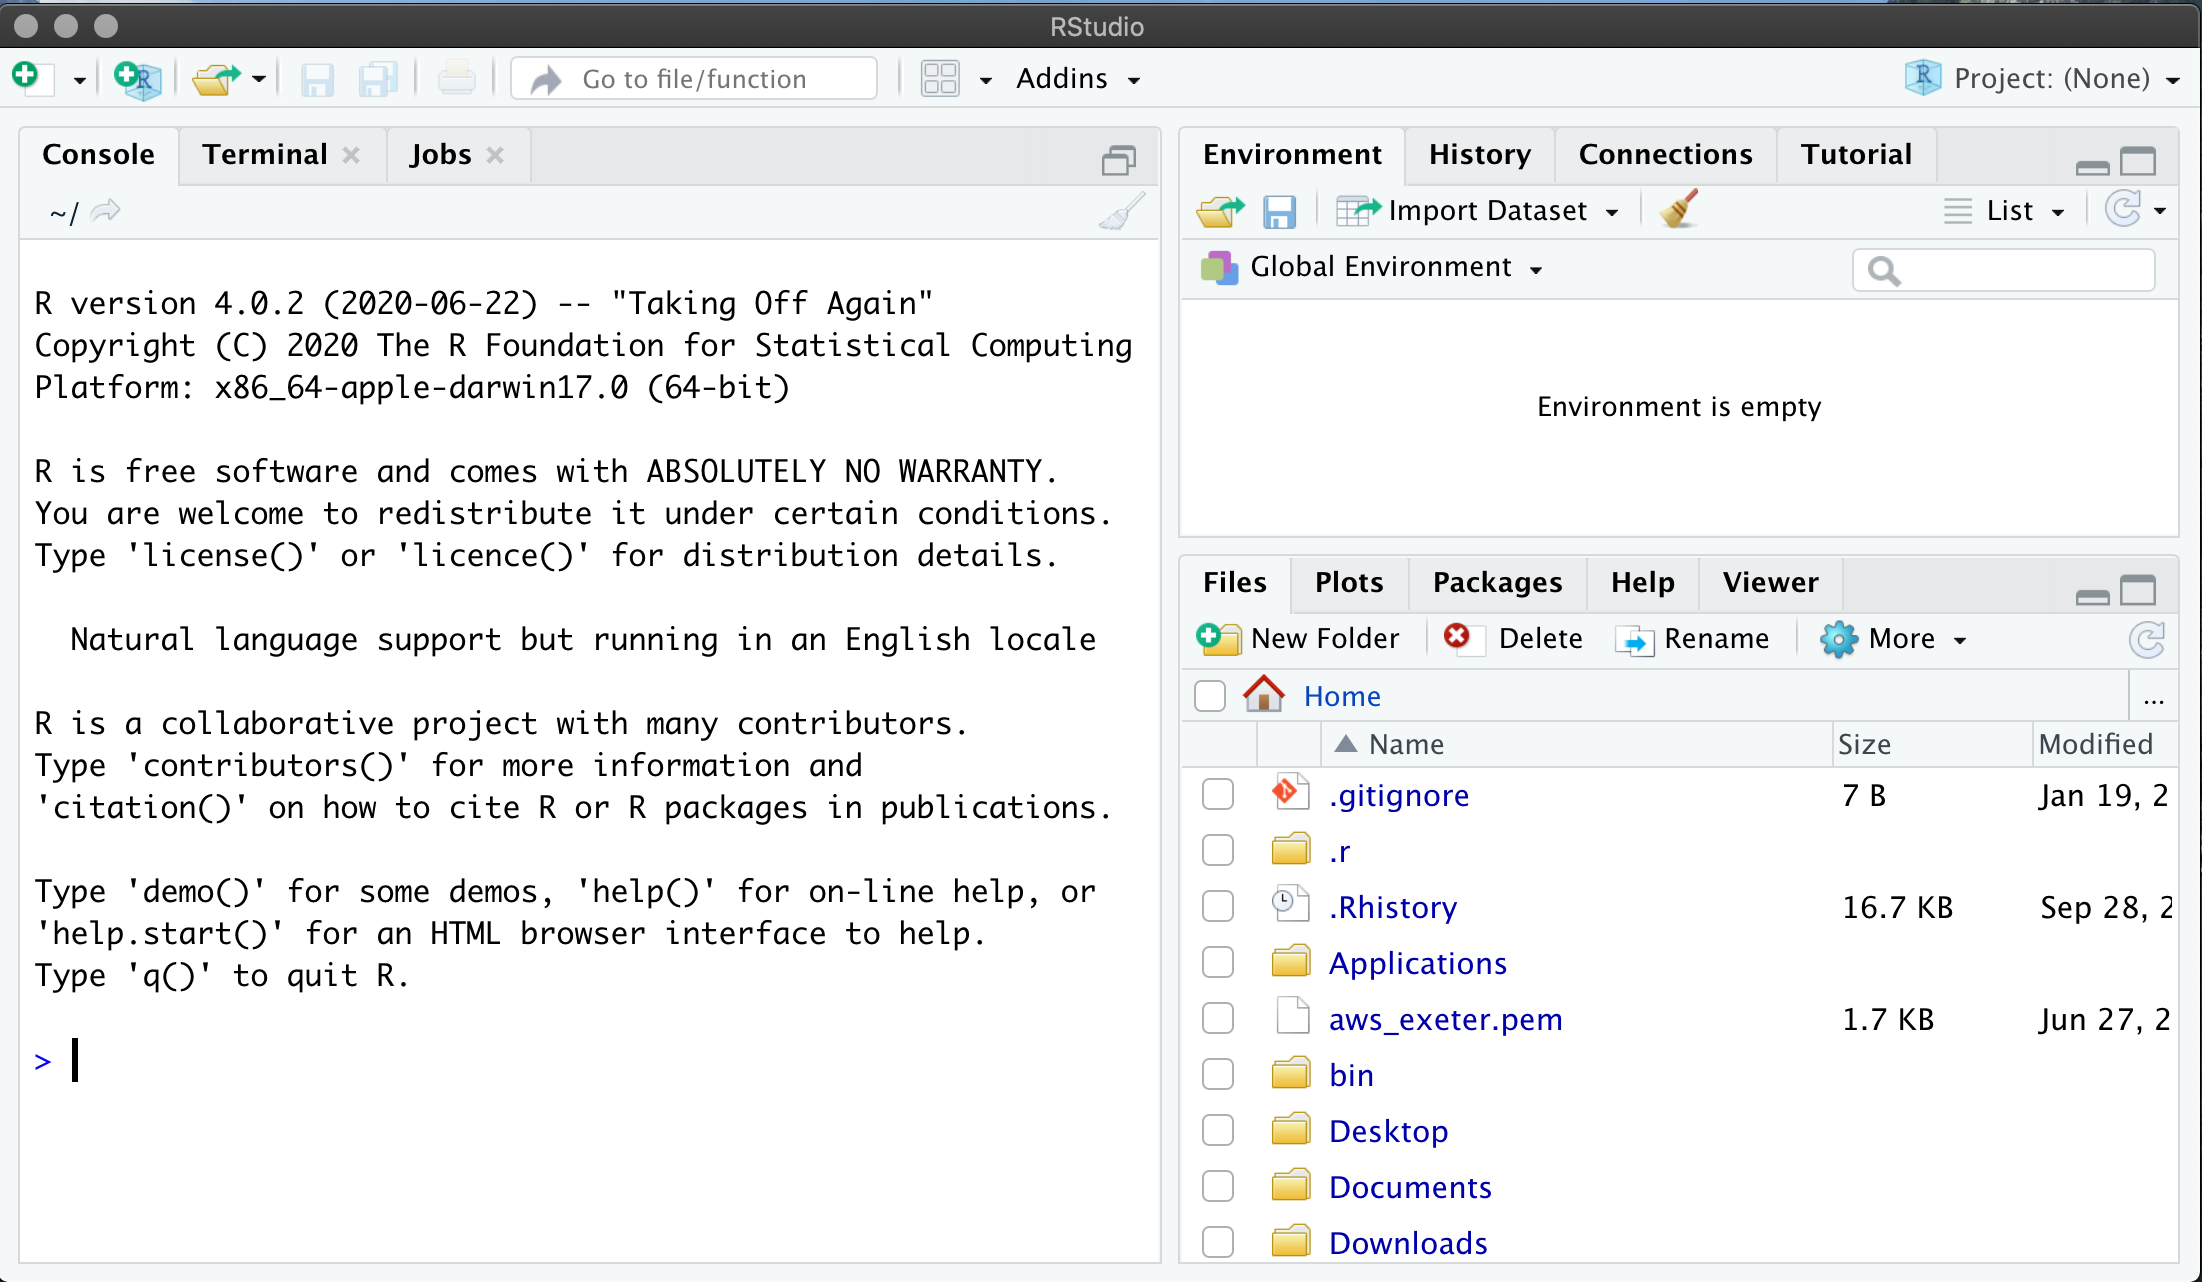 RStudio
Go to file/function
Addins
Project: (None)
Console Terminal Jobs
~/
R version 4.0.2 (2020-06-22) -- "Taking Off Again"
Copyright (C) 2020 The R Foundation for Statistical Computing
Platform: x86_64-apple-darwin17.0 (64-bit)
R is free software and comes with ABSOLUTELY NO WARRANTY.
You are welcome to redistribute it under certain conditions.
Type 'license()' or 'licence()' for distribution details.
Natural language support but running in an English locale
R is a collaborative project with many contributors.
Type 'contributors()' for more information and
'citation()' on how to cite R or R packages in publications.
Type 'demo()' for some demos, 'help()' for on-line help, or
'help.start()' for an HTML browser interface to help.
Type 'q()' to quit R.
>
Environment History Connections Tutorial
Import Dataset List
Global Environment
Environment is empty
Files Plots Packages Help Viewer
New Folder Delete Rename More
Home ...
Name Size Modified
.gitignore 7 B Jan 19, 2
.r
.Rhistory 16.7 KB Sep 28, 2
Applications
aws_exeter.pem 1.7 KB Jun 27, 2
bin
Desktop
Documents
Downloads